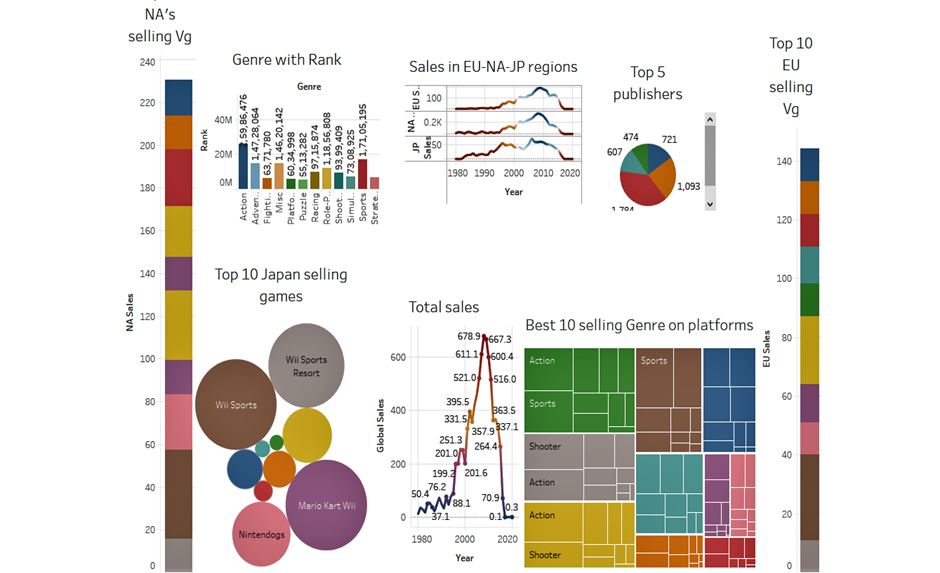 NA's
selling Vg
240
220
200
180
160
140
120
100
80
60
40
20
0
NA Sales
Genre with Rank
Genre
Rank
40M
20M
0M
1,47,28,064
63,71,780
1,46,20,142
60,34,998
55,13,282
97,15,874
1,18,56,808
93,99,409
73,08,925
1,71,05,195
Action
Adven..
Fighti..
Misc
Platfo..
Puzzle
Racing
Role-P..
Shoot..
Simul..
Sports
Strate..
Sales in EU-NA-JP regions
EU S..
100
NA ..
0.2K
JP
Sales
50
1980 1990 2000 2010 2020
Year
Top 5
publishers
474
721
607
1,093
1,784
Top 10
EU
selling
Vg
140
120
100
80
60
40
20
0
EU Sales
Top 10 Japan selling
games
Wii Sports
Resort
Wii Sports
Mario Kart Wii
Nintendogs
Total sales
Global Sales
600
400
200
0
678.9
667.3
611.1
600.4
521.0
516.0
395.5
363.5
331.5
337.1
357.9
251.3
264.4
201.0
199.2
201.6
76.2
50.4
88.1
70.9
37.1
0.1
0.3
1980
2000
2020
Year
Best 10 selling Genre on platforms
Action
Sports
Sports
Shooter
Action
Action
Shooter